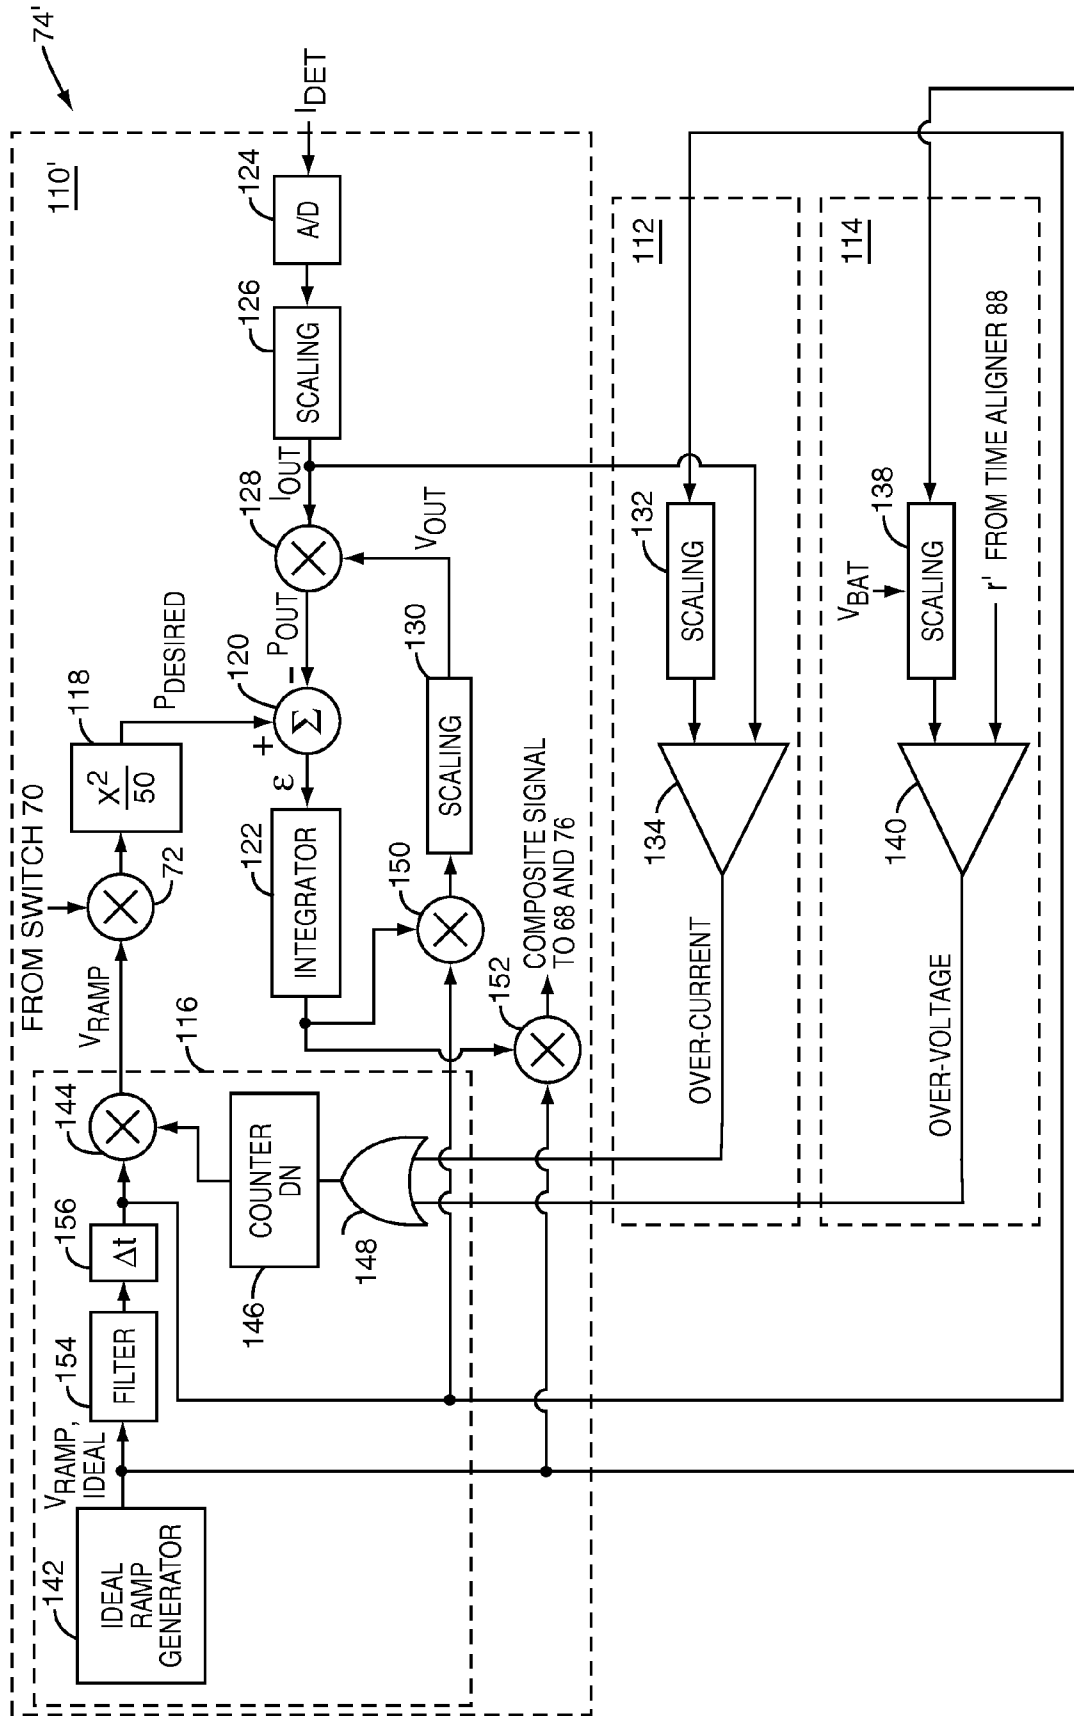 74'
110'
FROM SWITCH 70
142
IDEAL
RAMP
GENERATOR
V_RAMP,
IDEAL
154
FILTER
156
Δt
144
V_RAMP
72
118
X²
50
P_DESIRED
116
146
COUNTER
DN
148
122
INTEGRATOR
ε
+
120
Σ
-
P_OUT
128
I_OUT
126
SCALING
124
A/D
I_DET
150
130
SCALING
V_OUT
152
COMPOSITE SIGNAL
TO 68 AND 76
112
OVER-CURRENT
134
132
SCALING
114
OVER-VOLTAGE
140
V_BAT
138
SCALING
r' FROM TIME ALIGNER 88